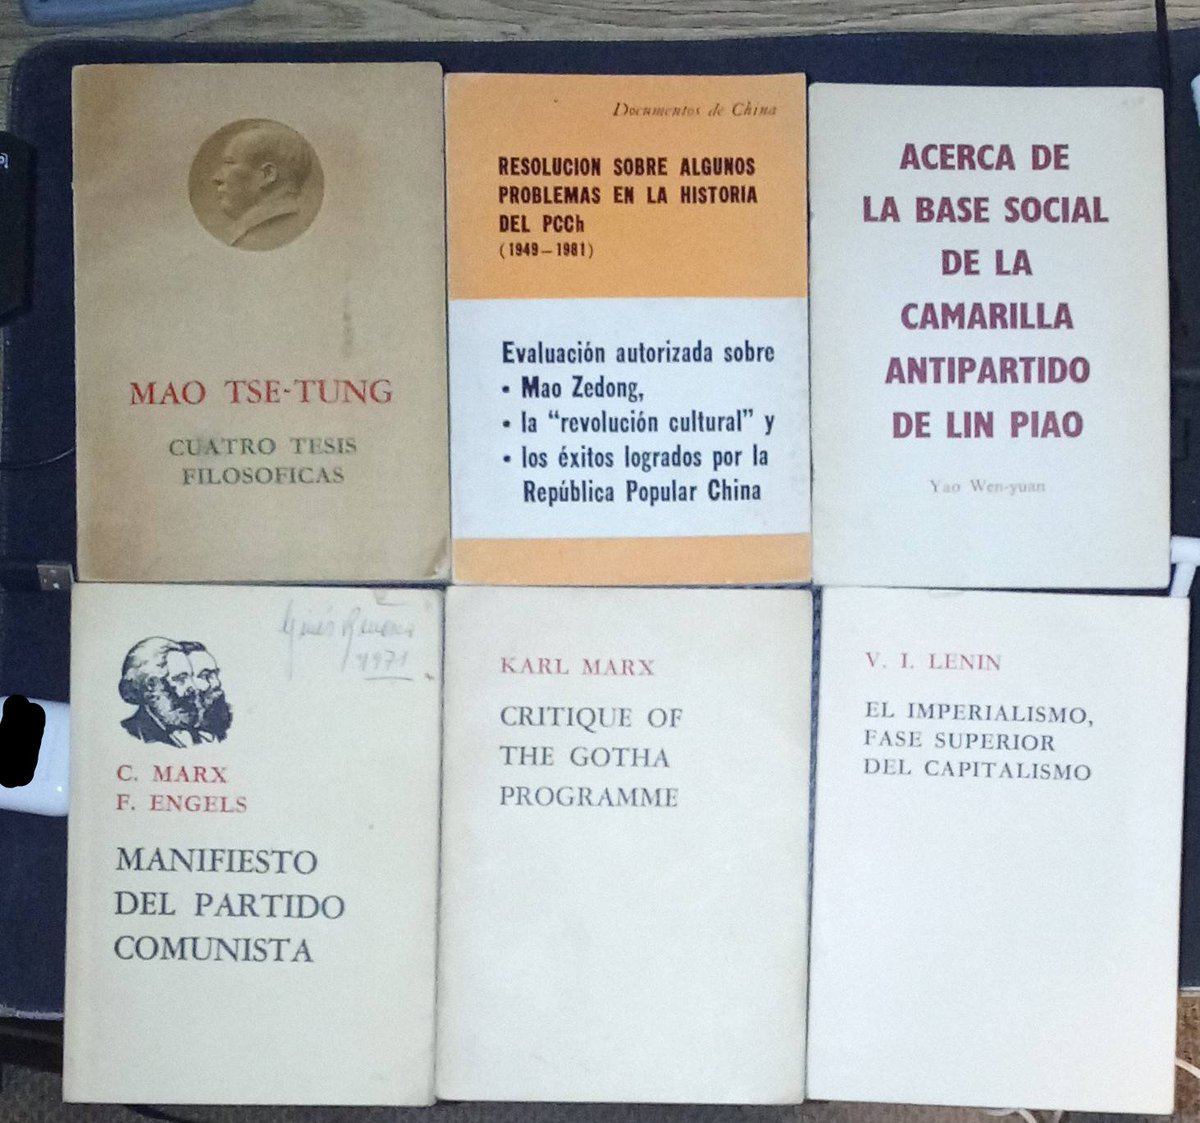 MAO TSE-TUNG
CUATRO TESIS
FILOSOFICAS
Documentos de China
RESOLUCION SOBRE ALGUNOS
PROBLEMAS EN LA HISTORIA
DEL PCCh
(1949—1981)
Evaluación autorizada sobre
• Mao Zedong,
• la “revolución cultural” y
• los éxitos logrados por la
República Popular China
ACERCA DE
LA BASE SOCIAL
DE LA
CAMARILLA
ANTIPARTIDO
DE LIN PIAO
Yao Wen-yuan
1971
C. MARX
F. ENGELS
MANIFIESTO
DEL PARTIDO
COMUNISTA
KARL MARX
CRITIQUE OF
THE GOTHA
PROGRAMME
V. I. LENIN
EL IMPERIALISMO,
FASE SUPERIOR
DEL CAPITALISMO